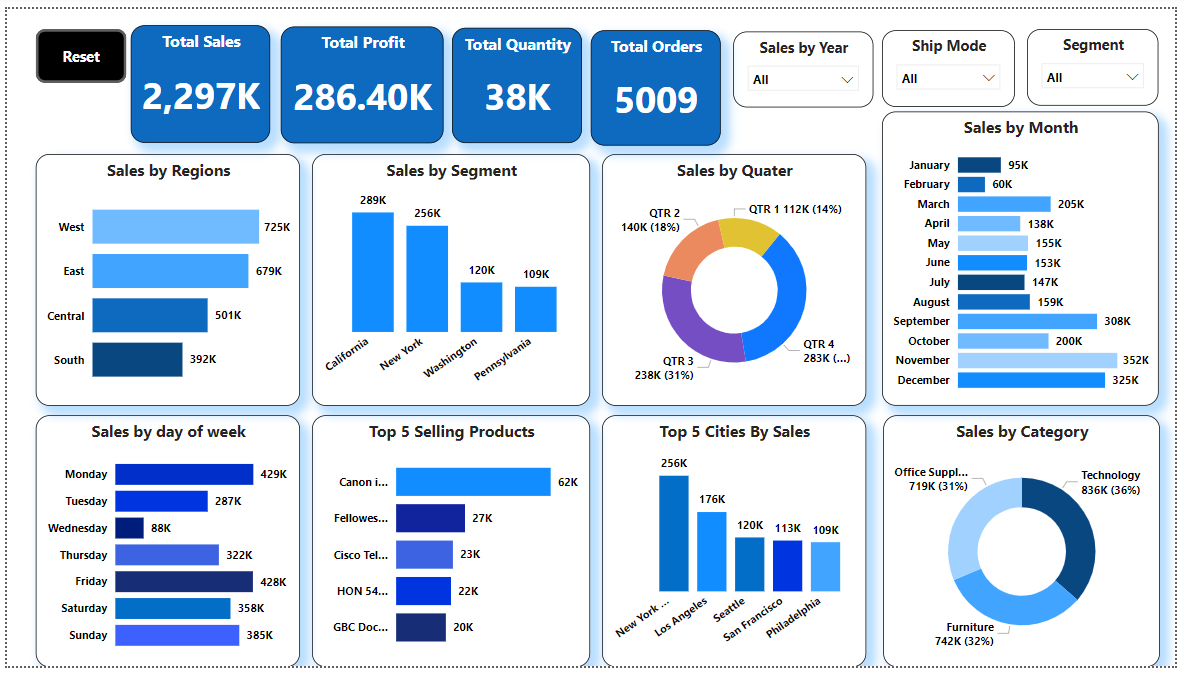 Reset
Total Sales
2,297K
Total Profit
286.40K
Total Quantity
38K
Total Orders
5009
Sales by Year
All
Ship Mode
All
Segment
All
Sales by Regions
West 725K
East 679K
Central 501K
South 392K
Sales by Segment
289K
256K
120K
109K
California
New York
Washington
Pennsylvania
Sales by Quater
QTR 1 112K (14%)
QTR 2
140K (18%)
QTR 3
238K (31%)
QTR 4
283K (...)
Sales by Month
January 95K
February 60K
March 205K
April 138K
May 155K
June 153K
July 147K
August 159K
September 308K
October 200K
November 352K
December 325K
Sales by day of week
Monday 429K
Tuesday 287K
Wednesday 88K
Thursday 322K
Friday 428K
Saturday 358K
Sunday 385K
Top 5 Selling Products
Canon i... 62K
Fellowes... 27K
Cisco Tel... 23K
HON 54... 22K
GBC Doc... 20K
Top 5 Cities By Sales
256K
176K
120K
113K
109K
New York ...
Los Angeles
Seattle
San Francisco
Philadelphia
Sales by Category
Office Suppl...
719K (31%)
Technology
836K (36%)
Furniture
742K (32%)